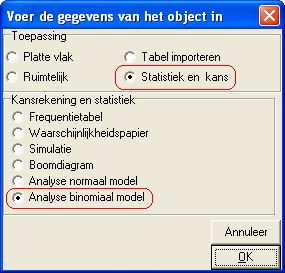 Voer de gegevens van het object in
Toepassing
Platte vlak
Tabel importeren
Ruimtelijk
Statistiek en kans
Kansrekening en statistiek
Frequentietabel
Waarschijnlijkheidspapier
Simulatie
Boomdiagram
Analyse normaal model
Analyse binomiaal model
Annuleer
OK